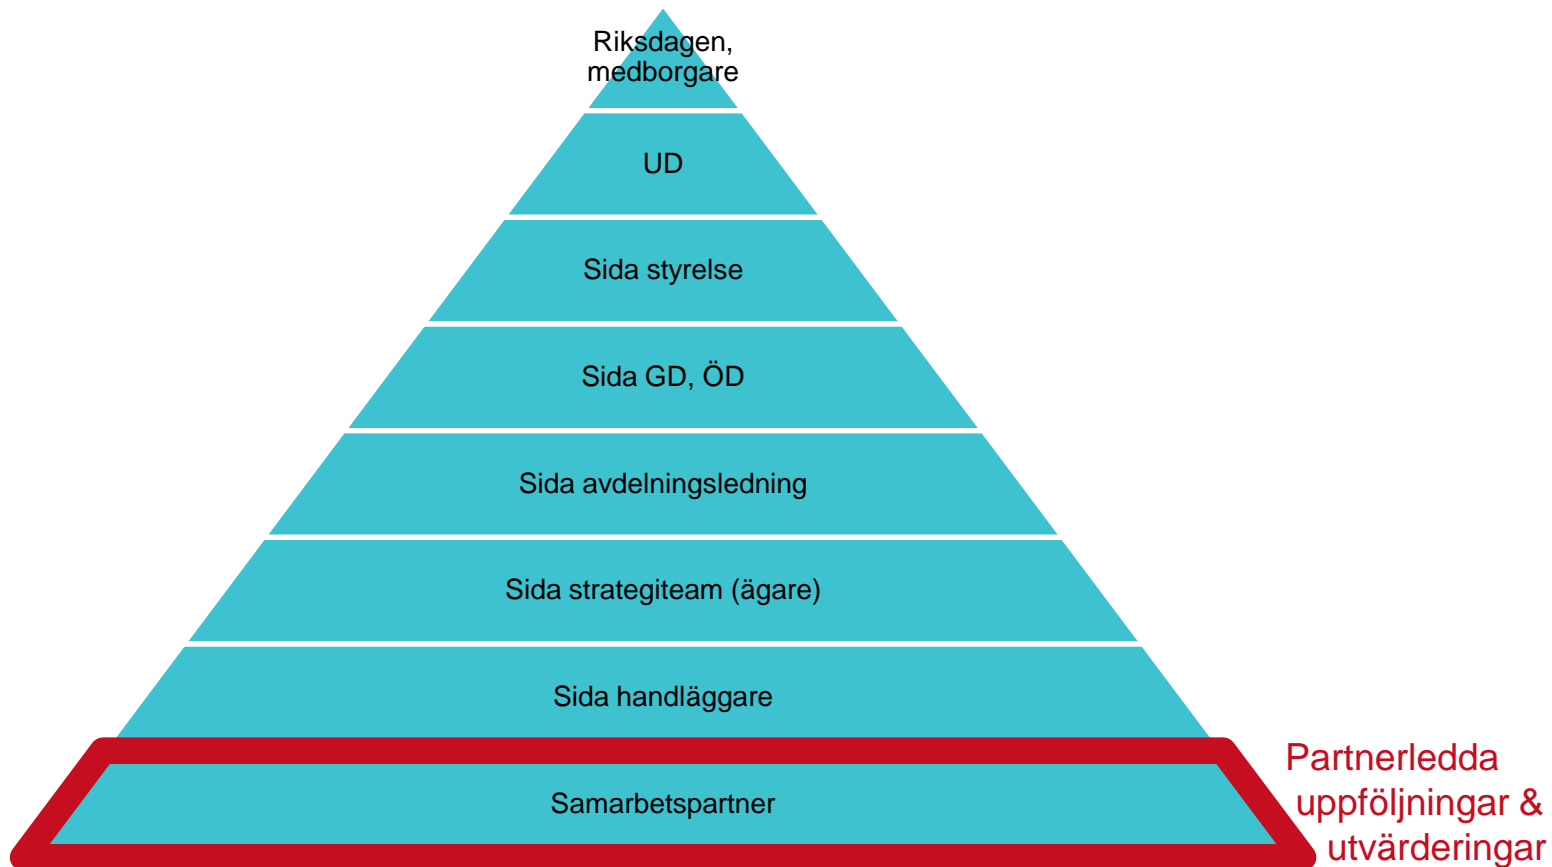 Riksdagen,
medborgare
UD
Sida styrelse
Sida GD, ÖD
Sida avdelningsledning
Sida strategiteam (ägare)
Sida handläggare
Samarbetspartner
Partnerledda
uppföljningar &
utvärderingar